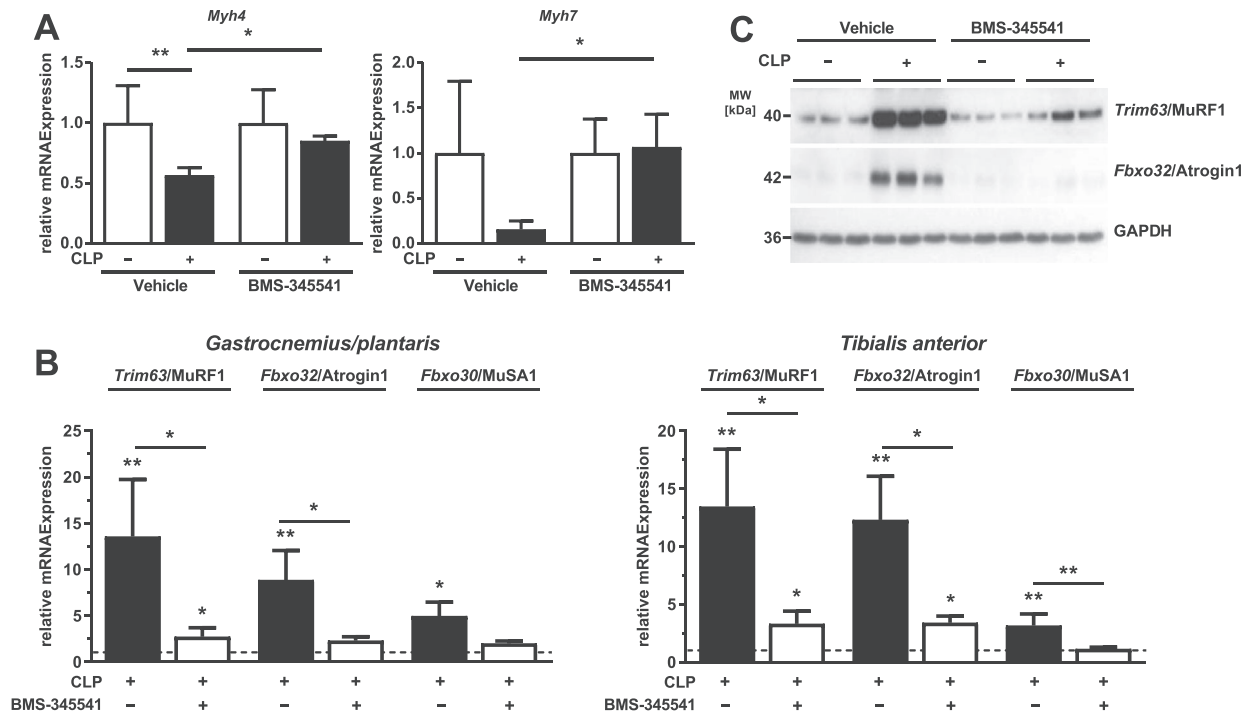 A
Myh4
**
*
relative mRNAExpression
1.5
1.0
0.5
0.0
CLP
– + – +
Vehicle BMS-345541
Myh7
*
relative mRNAExpression
2.0
1.5
1.0
0.5
0.0
CLP
– + – +
Vehicle BMS-345541
C
Vehicle BMS-345541
CLP – + – +
MW
[kDa]
40 Trim63/MuRF1
42 Fbxo32/Atrogin1
36 GAPDH
B
Gastrocnemius/plantaris
Trim63/MuRF1 Fbxo32/Atrogin1 Fbxo30/MuSA1
relative mRNAExpression
25
20
15
10
5
0
*
**
*
*
**
*
CLP + + + + + +
BMS-345541 – + – + – +
Tibialis anterior
Trim63/MuRF1 Fbxo32/Atrogin1 Fbxo30/MuSA1
relative mRNAExpression
20
15
10
5
0
*
**
*
*
**
*
**
**
CLP + + + + + +
BMS-345541 – + – + – +